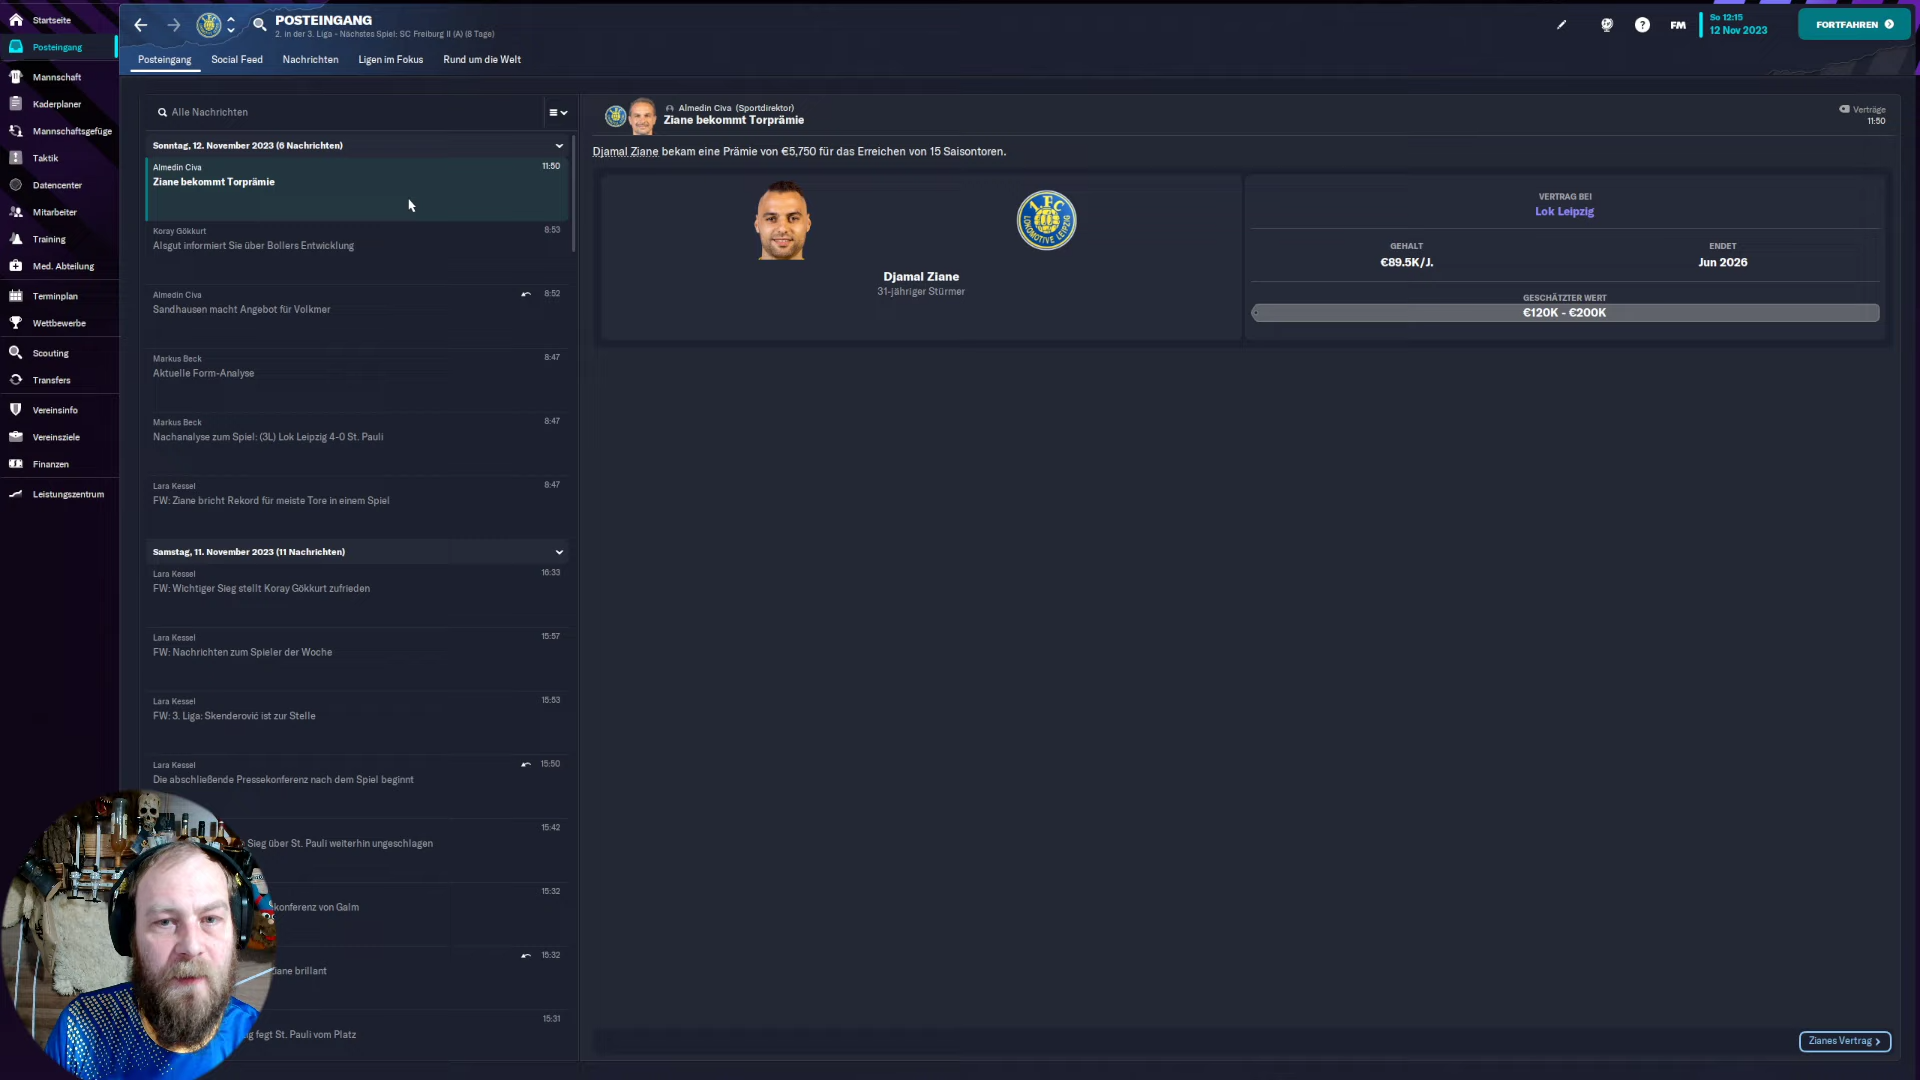 Startseite
Posteingang
Mannschaft
Kaderplaner
Mannschaftsgefüge
Taktik
Datencenter
Mitarbeiter
Training
Med. Abteilung
Terminplan
Wettbewerbe
Scouting
Transfers
Vereinsinfo
Vereinsziele
Finanzen
Leistungszentrum
POSTEINGANG
2. in der 3. Liga - Nächstes Spiel: SC Freiburg II (A) (8 Tage)
FM
So 12:15
12 Nov 2023
FORTFAHREN
Posteingang Social Feed Nachrichten Ligen im Fokus Rund um die Welt
Alle Nachrichten
Sonntag, 12. November 2023 (6 Nachrichten)
Almedin Civa 11:50
Ziane bekommt Torprämie
Koray Gökkurt 8:53
Alsgut informiert Sie über Bollers Entwicklung
Almedin Civa 8:52
Sandhausen macht Angebot für Volkmer
Markus Beck 8:47
Aktuelle Form-Analyse
Markus Beck 8:47
Nachanalyse zum Spiel: (3L) Lok Leipzig 4-0 St. Pauli
Lara Kessel 8:47
FW: Ziane bricht Rekord für meiste Tore in einem Spiel
Samstag, 11. November 2023 (11 Nachrichten)
Lara Kessel 16:33
FW: Wichtiger Sieg stellt Koray Gökkurt zufrieden
Lara Kessel 15:57
FW: Nachrichten zum Spieler der Woche
Lara Kessel 15:53
FW: 3. Liga: Skenderović ist zur Stelle
Lara Kessel 15:50
Die abschließende Pressekonferenz nach dem Spiel beginnt
15:42
Sieg über St. Pauli weiterhin ungeschlagen
15:32
konferenz von Galm
15:32
iane brillant
15:31
g fegt St. Pauli vom Platz
Almedin Civa (Sportdirektor)
Ziane bekommt Torprämie
Verträge
11:50
Djamal Ziane bekam eine Prämie von €5,750 für das Erreichen von 15 Saisontoren.
Djamal Ziane
31-jähriger Stürmer
VERTRAG BEI
Lok Leipzig
GEHALT ENDET
€89.5K/J. Jun 2026
GESCHÄTZTER WERT
€120K - €200K
Zianes Vertrag